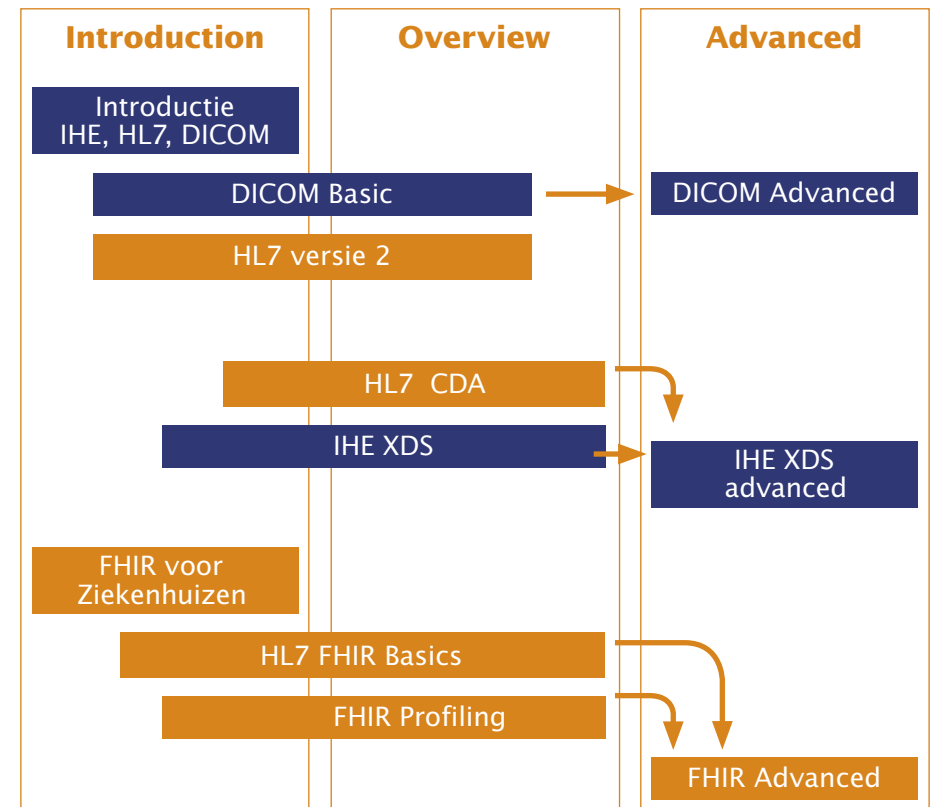 Introduction
Overview
Advanced
Introductie
IHE, HL7, DICOM
DICOM Basic
DICOM Advanced
HL7 versie 2
HL7 CDA
IHE XDS
IHE XDS
advanced
FHIR voor
Ziekenhuizen
HL7 FHIR Basics
FHIR Profiling
FHIR Advanced